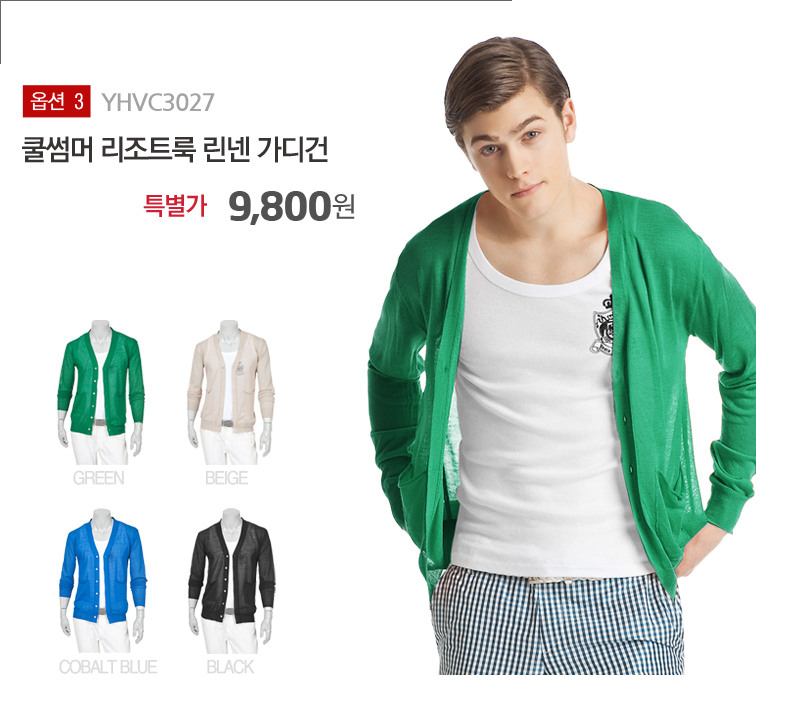 옵션 3 YHVC3027
쿨썸머 리조트룩 린넨 가디건
특별가 9,800원
GREEN
BEIGE
COBALT BLUE
BLACK